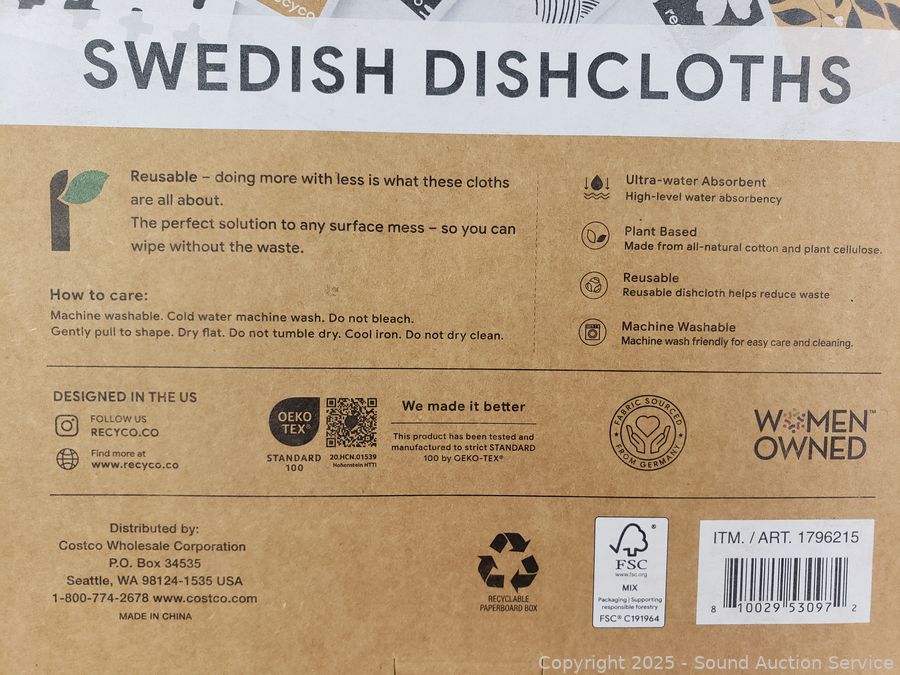 recyco
re
SWEDISH DISHCLOTHS
Reusable – doing more with less is what these cloths
are all about.
The perfect solution to any surface mess – so you can
wipe without the waste.
How to care:
Machine washable. Cold water machine wash. Do not bleach.
Gently pull to shape. Dry flat. Do not tumble dry. Cool iron. Do not dry clean.
Ultra-water Absorbent
High-level water absorbency
Plant Based
Made from all-natural cotton and plant cellulose.
Reusable
Reusable dishcloth helps reduce waste
Machine Washable
Machine wash friendly for easy care and cleaning.
DESIGNED IN THE US
FOLLOW US
RECYCO.CO
Find more at
www.recyco.co
OEKO
TEX®
STANDARD
100
20.HCN.01539
Hohenstein HTTI
We made it better
This product has been tested and
manufactured to strict STANDARD
100 by OEKO-TEX®
FABRIC SOURCED
FROM GERMANY
WOMEN™
OWNED
Distributed by:
Costco Wholesale Corporation
P.O. Box 34535
Seattle, WA 98124-1535 USA
1-800-774-2678 www.costco.com
MADE IN CHINA
RECYCLABLE
PAPERBOARD BOX
®
FSC
www.fsc.org
MIX
Packaging | Supporting
responsible forestry
FSC® C191964
ITM. / ART. 1796215
8 10029 53097 2
Copyright 2025 - Sound Auction Service